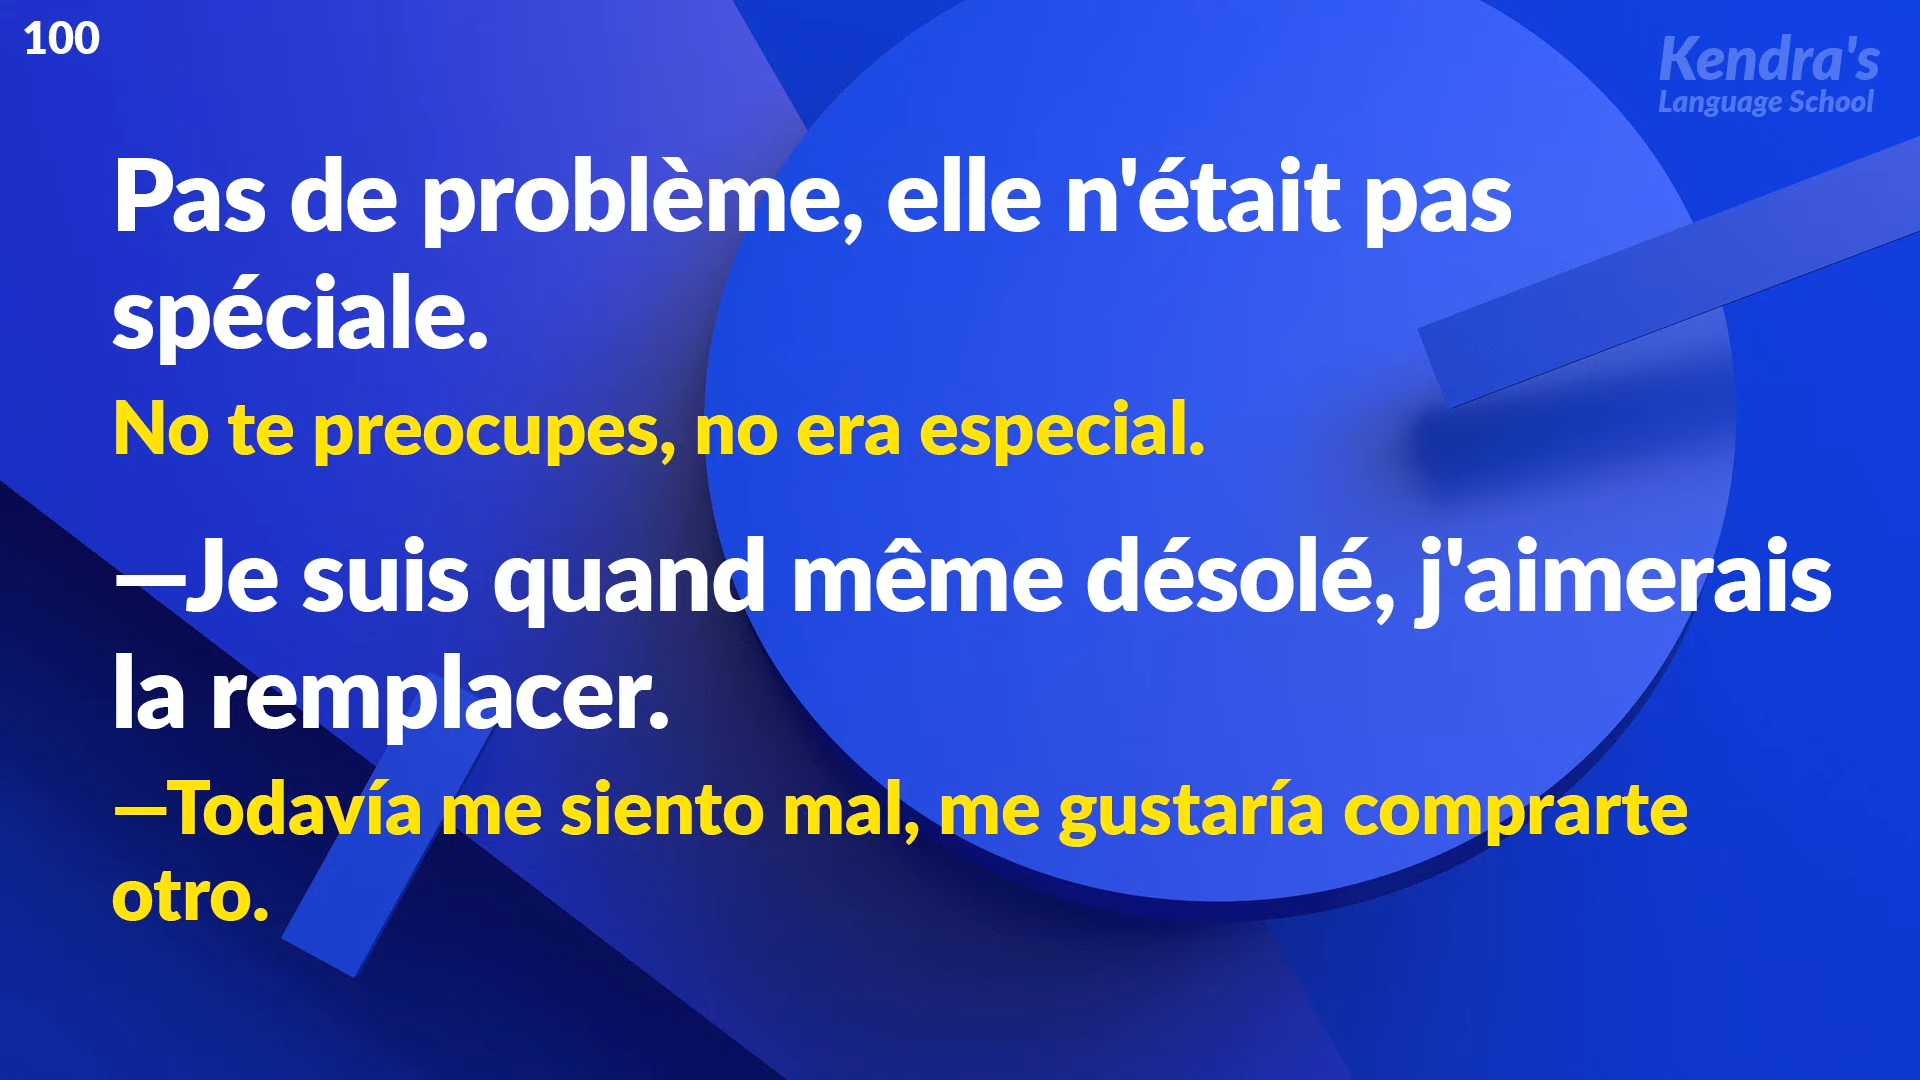 100
Kendra's
Language School
Pas de problème, elle n'était pas
spéciale.
No te preocupes, no era especial.
—Je suis quand même désolé, j'aimerais
la remplacer.
—Todavía me siento mal, me gustaría comprarte
otro.